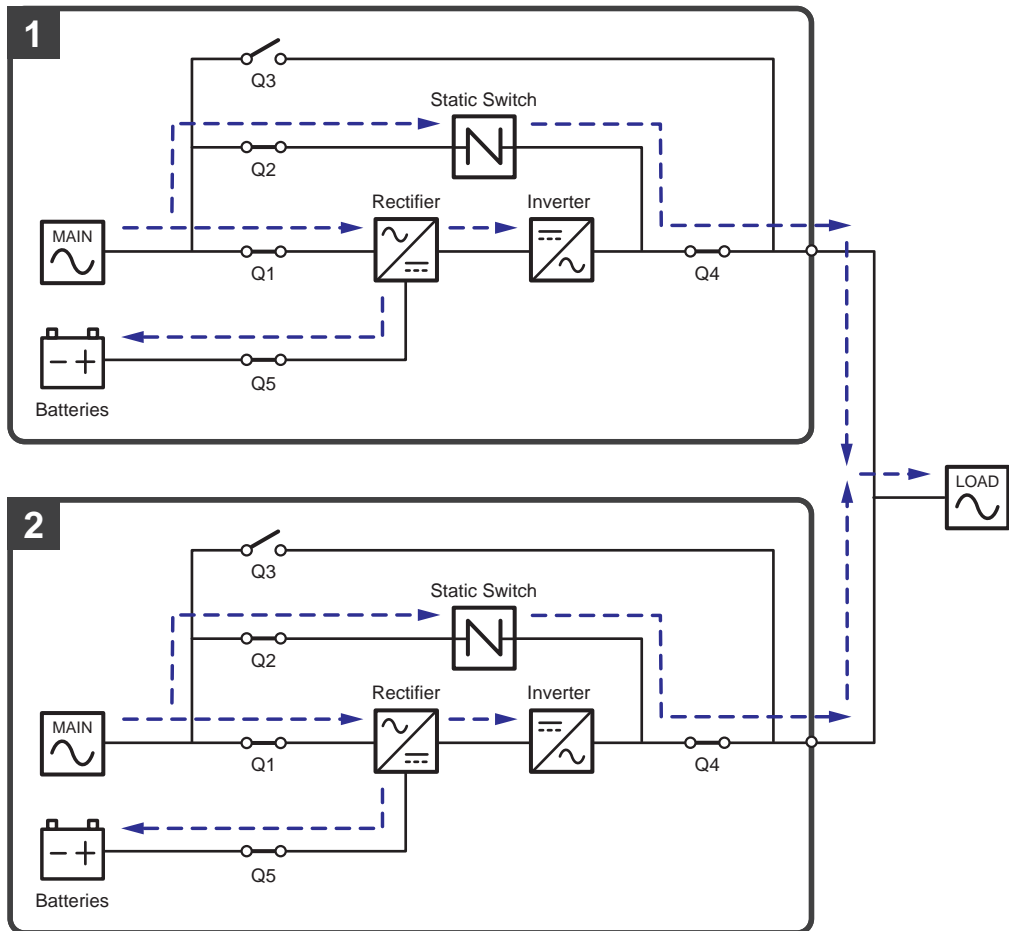 1
Q3
Static Switch
Q2
Rectifier
Inverter
MAIN
Q1
Q4
Q5
Batteries
LOAD
2
Q3
Static Switch
Q2
Rectifier
Inverter
MAIN
Q1
Q4
Q5
Batteries